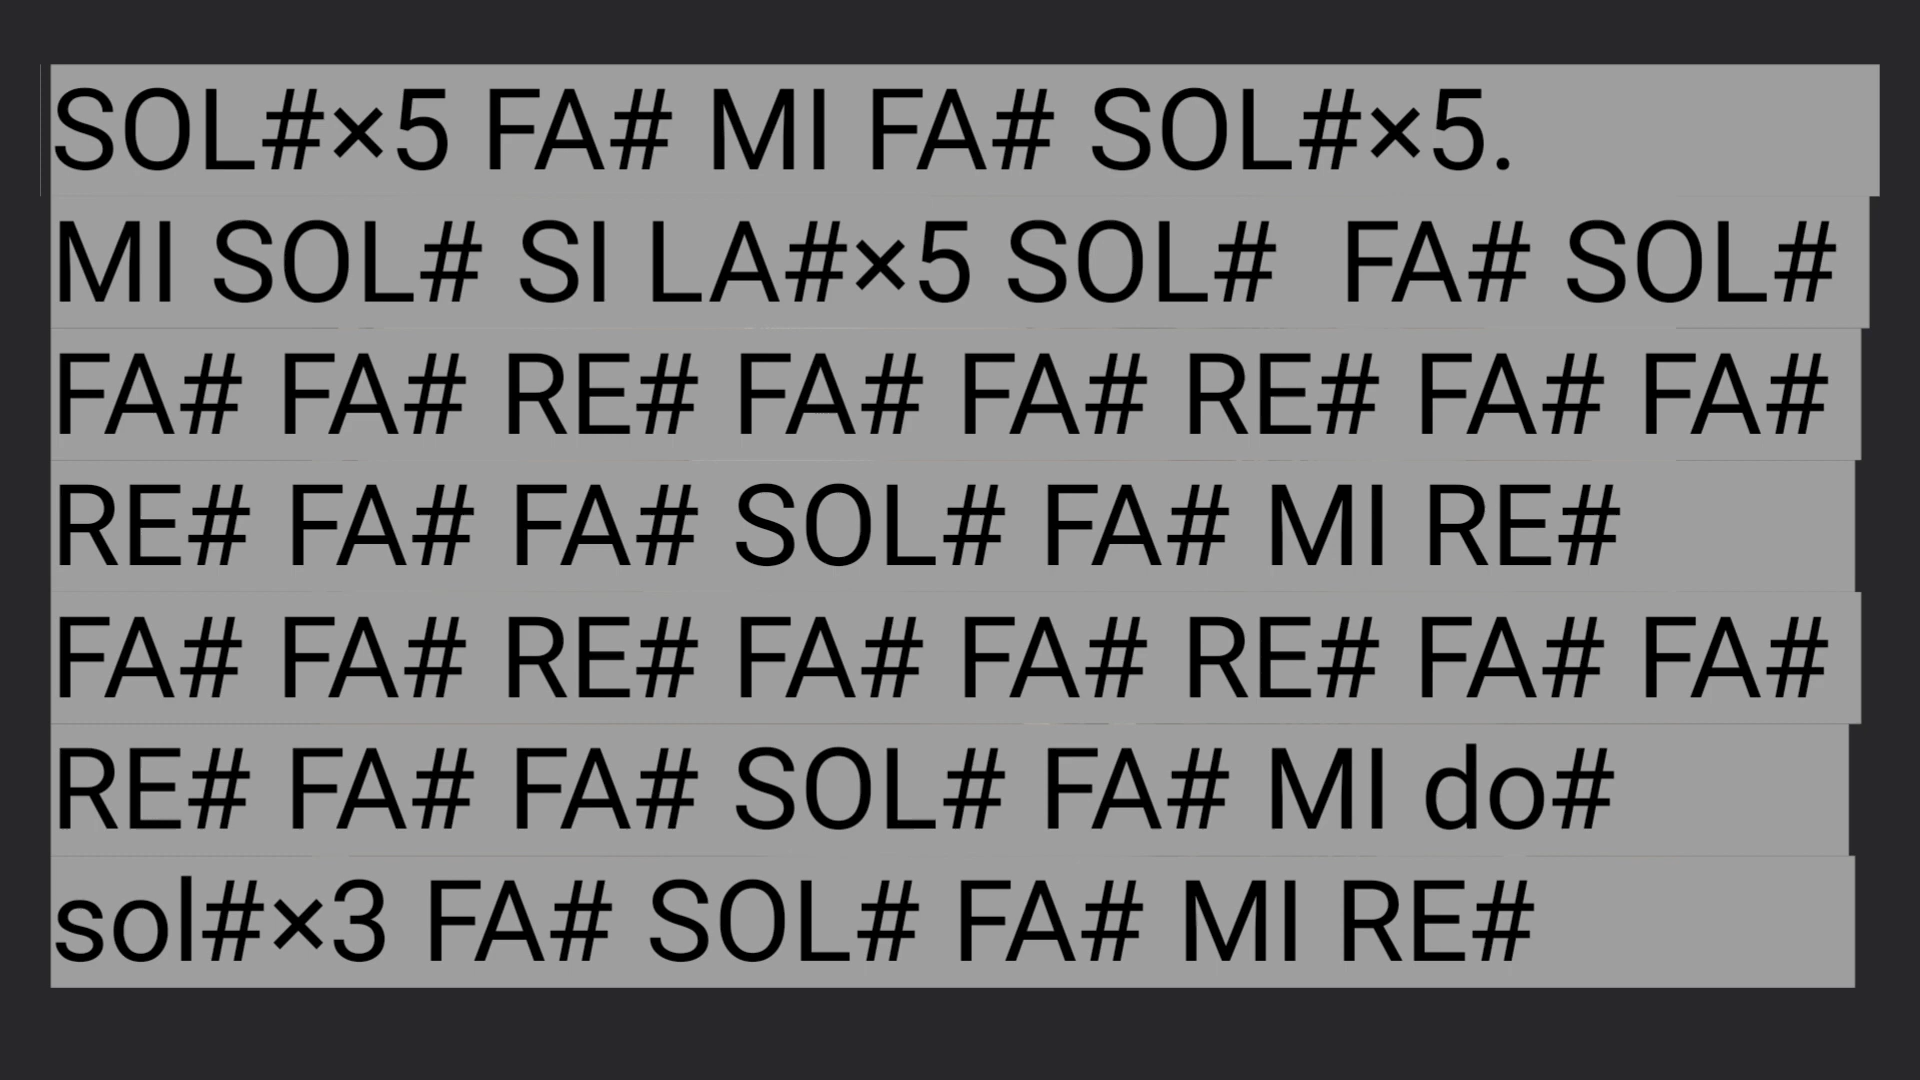 SOL#×5 FA# MI FA# SOL#×5.
MI SOL# SI LA#×5 SOL#  FA# SOL#
FA# FA# RE# FA# FA# RE# FA# FA#
RE# FA# FA# SOL# FA# MI RE#
FA# FA# RE# FA# FA# RE# FA# FA#
RE# FA# FA# SOL# FA# MI do#
sol#×3 FA# SOL# FA# MI RE#